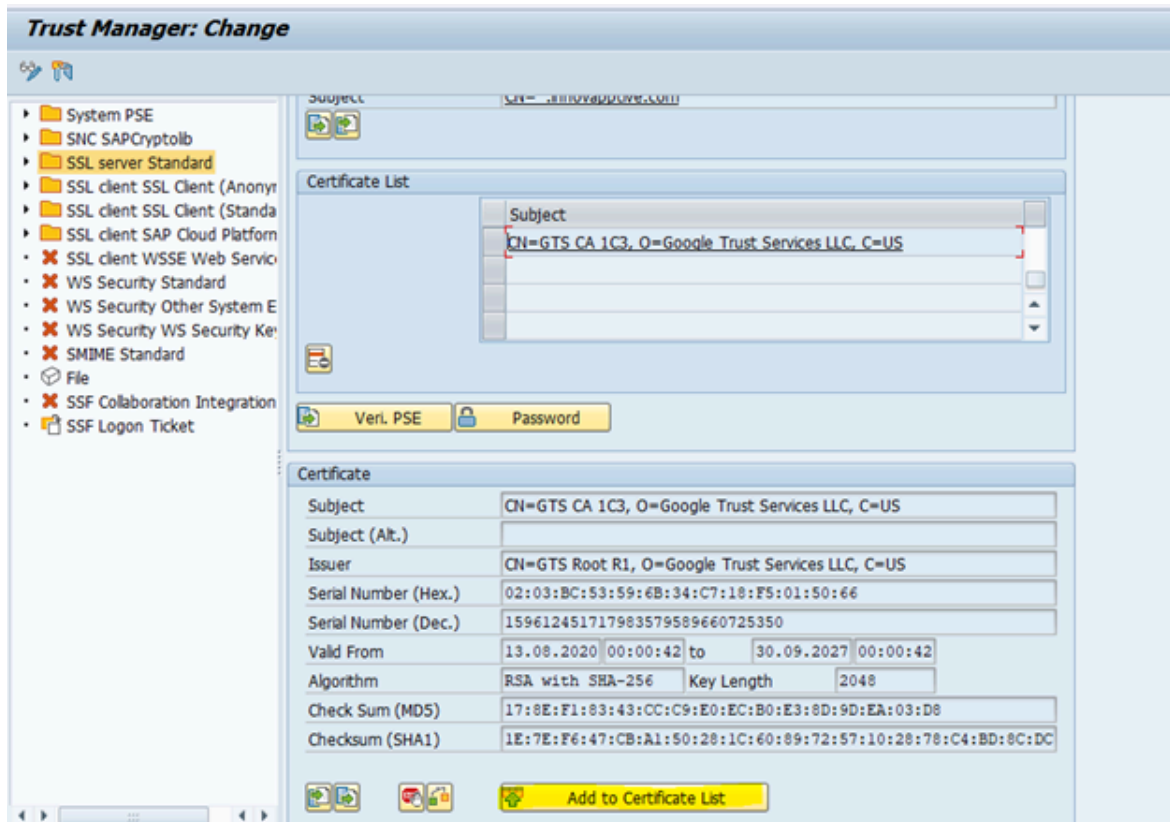 Trust Manager: Change
System PSE
SNC SAPCryptolib
SSL server Standard
SSL client SSL Client (Anonyr
SSL client SSL Client (Standa
SSL client SAP Cloud Platforn
SSL client WSSE Web Servic
WS Security Standard
WS Security Other System E
WS Security WS Security Key
SMIME Standard
File
SSF Collaboration Integration
SSF Logon Ticket
Subject CN= .innovapptive.com
Certificate List
Subject
CN=GTS CA 1C3, O=Google Trust Services LLC, C=US
Veri. PSE Password
Certificate
Subject CN=GTS CA 1C3, O=Google Trust Services LLC, C=US
Subject (Alt.)
Issuer CN=GTS Root R1, O=Google Trust Services LLC, C=US
Serial Number (Hex.) 02:03:BC:53:59:6B:34:C7:18:F5:01:50:66
Serial Number (Dec.) 159612451717983579589660725350
Valid From 13.08.2020 00:00:42 to 30.09.2027 00:00:42
Algorithm RSA with SHA-256 Key Length 2048
Check Sum (MD5) 17:8E:F1:83:43:CC:C9:E0:EC:B0:E3:8D:9D:EA:03:D8
Checksum (SHA1) 1E:7E:F6:47:CB:A1:50:28:1C:60:89:72:57:10:28:78:C4:BD:8C:DC
Add to Certificate List